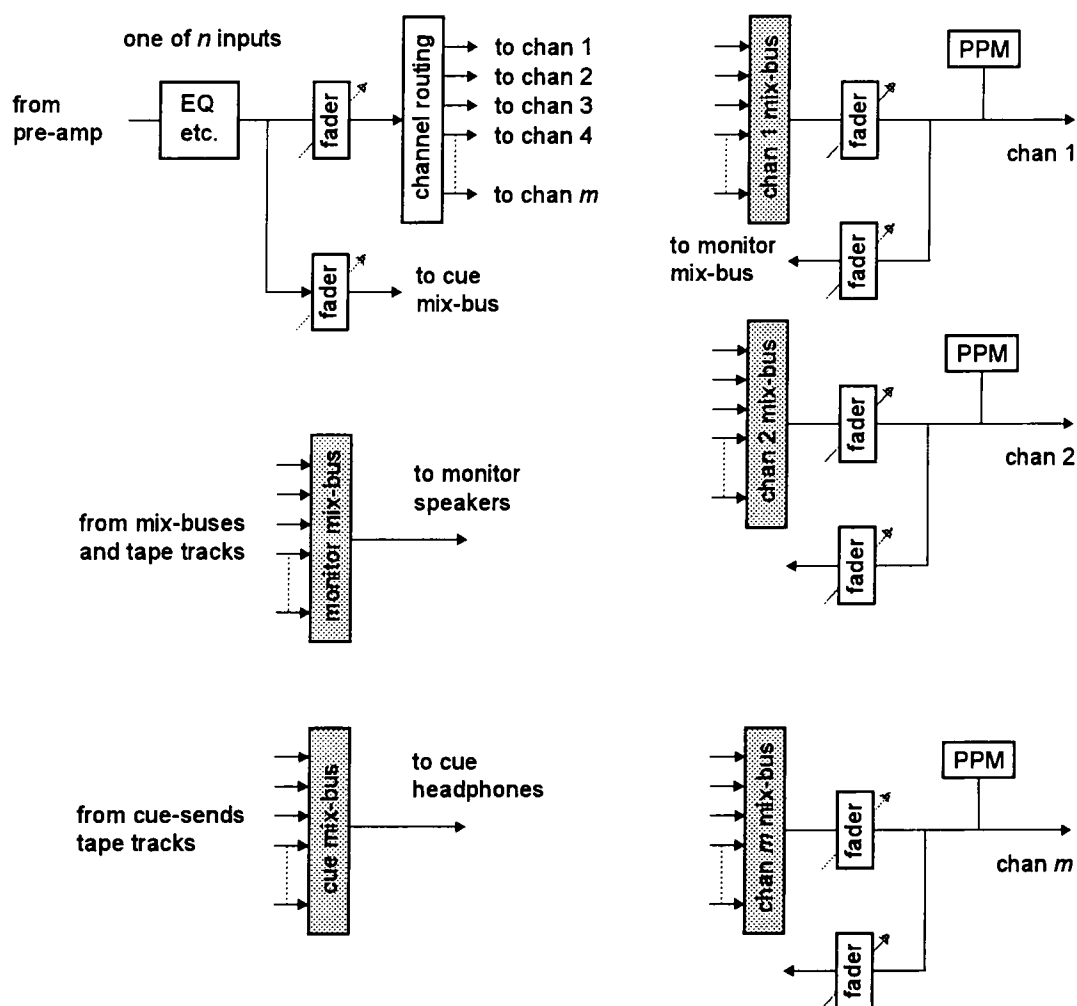 one of n inputs
from
pre-amp
EQ
etc.
fader
channel routing
to chan 1
to chan 2
to chan 3
to chan 4
to chan m
fader
to cue
mix-bus
chan 1 mix-bus
fader
PPM
chan 1
to monitor
mix-bus
fader
chan 2 mix-bus
fader
PPM
chan 2
fader
from mix-buses
and tape tracks
monitor mix-bus
to monitor
speakers
from cue-sends
tape tracks
cue mix-bus
to cue
headphones
chan m mix-bus
fader
PPM
chan m
fader